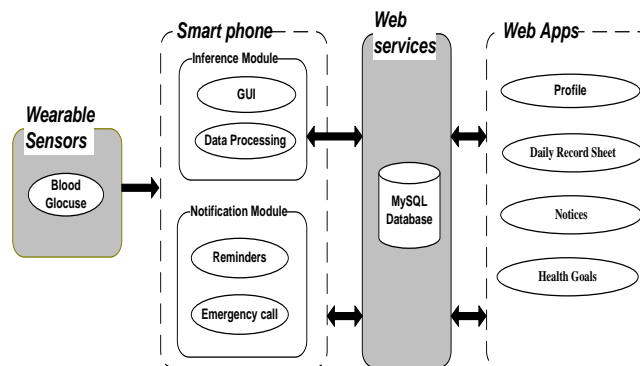 Wearable
Sensors
Blood
Glocuse
Smart phone
Inference Module
GUI
Data Processing
Notification Module
Reminders
Emergency call
Web
services
MySQL
Database
Web Apps
Profile
Daily Record Sheet
Notices
Health Goals